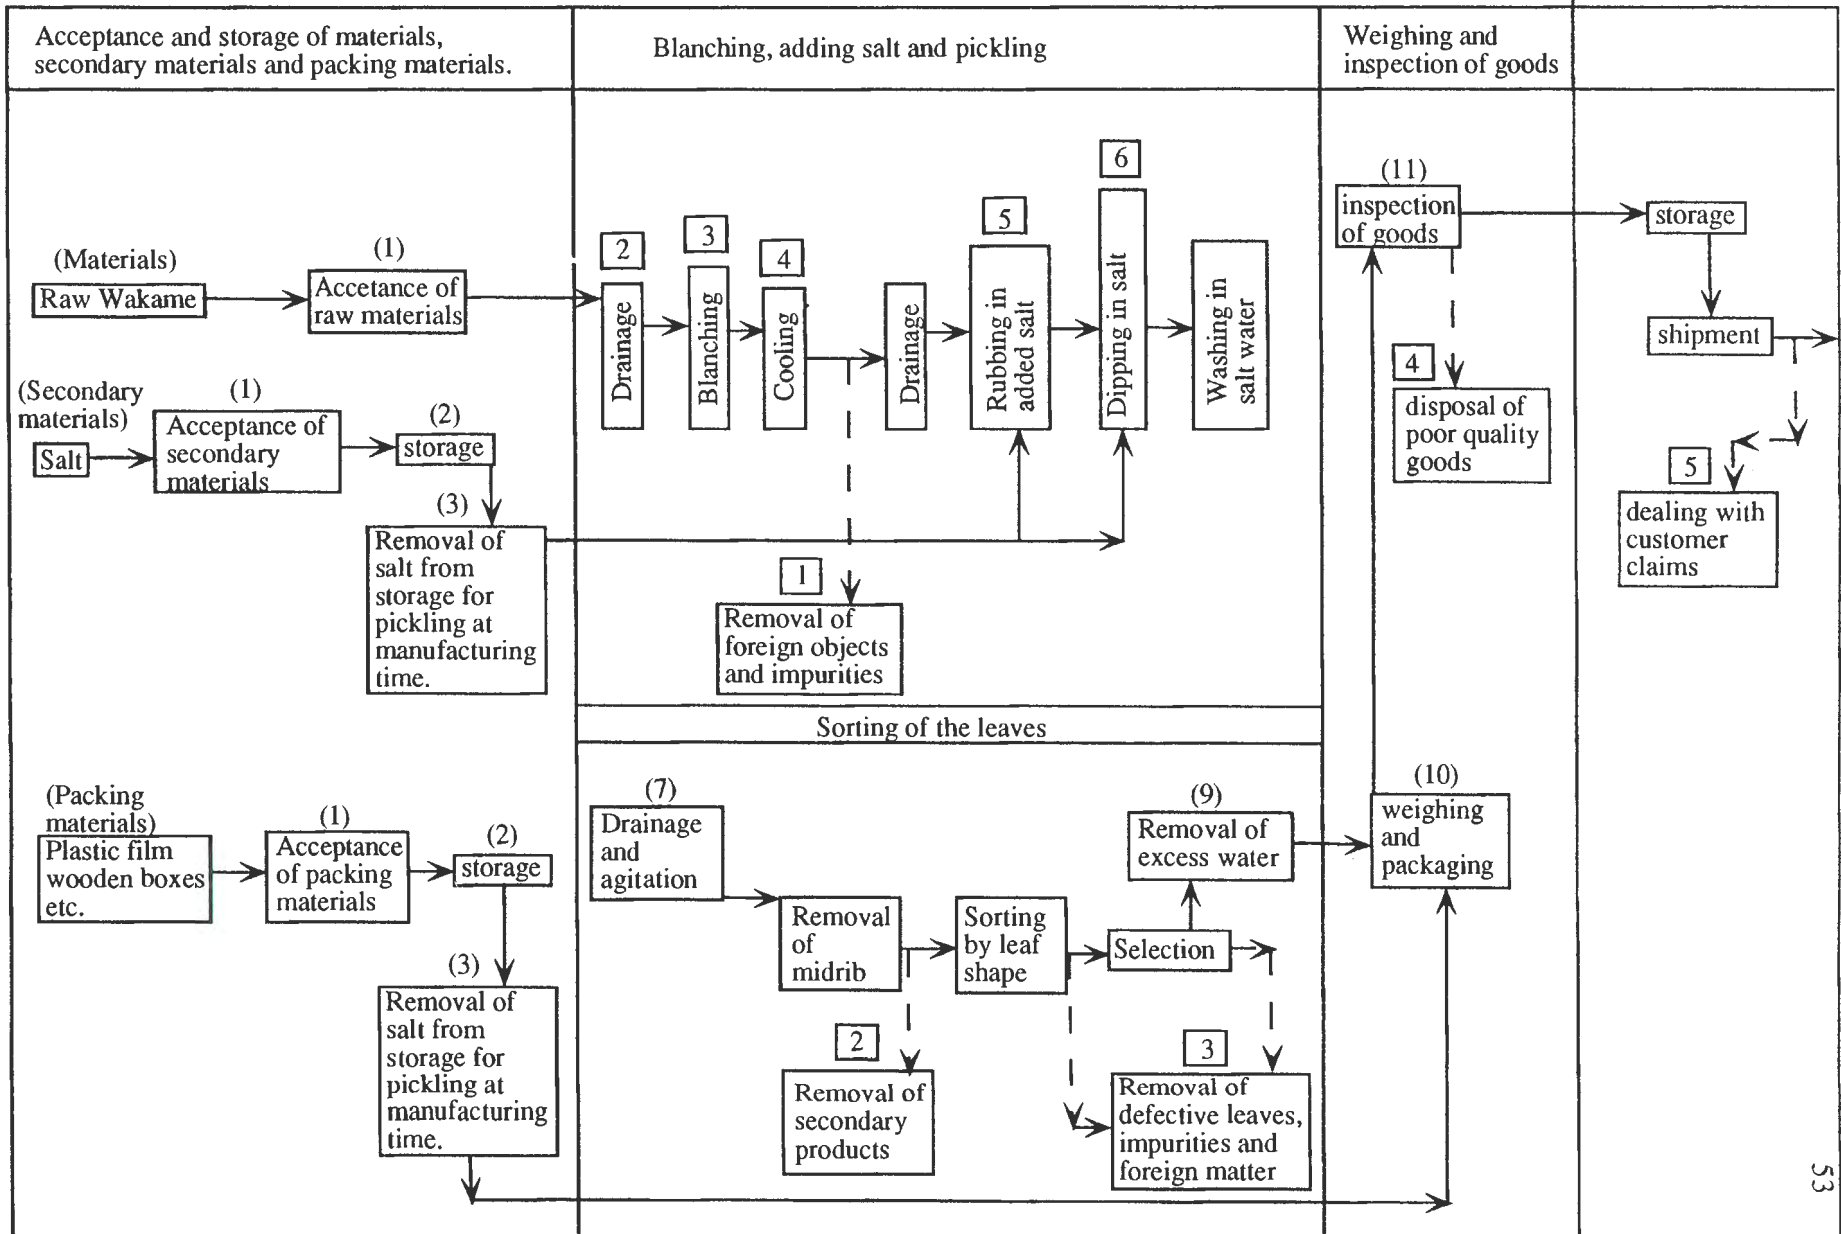 Acceptance and storage of materials,
secondary materials and packing materials.
Blanching, adding salt and pickling
Weighing and
inspection of goods
(Materials)
Raw Wakame
(1)
Accetance of
raw materials
(Secondary
materials)
Salt
(1)
Acceptance of
secondary
materials
(2)
storage
(3)
Removal of
salt from
storage for
pickling at
manufacturing
time.
(Packing
materials)
Plastic film
wooden boxes
etc.
(1)
Acceptance
of packing
materials
(2)
storage
(3)
Removal of
salt from
storage for
pickling at
manufacturing
time.
2
Drainage
3
Blanching
4
Cooling
Drainage
5
Rubbing in
added salt
6
Dipping in salt
Washing in
salt water
1
Removal of
foreign objects
and impurities
Sorting of the leaves
(7)
Drainage
and
agitation
Removal
of
midrib
Sorting
by leaf
shape
Selection
(9)
Removal of
excess water
2
Removal of
secondary
products
3
Removal of
defective leaves,
impurities and
foreign matter
(11)
inspection
of goods
4
disposal of
poor quality
goods
(10)
weighing
and
packaging
storage
shipment
5
dealing with
customer
claims
53